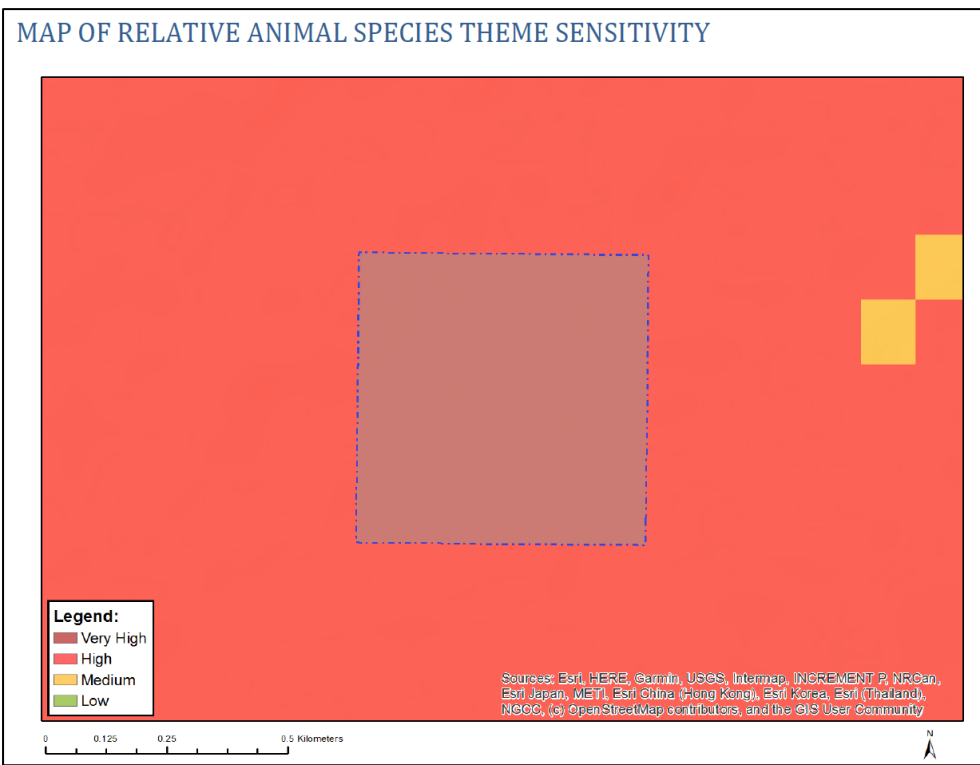 MAP OF RELATIVE ANIMAL SPECIES THEME SENSITIVITY
Legend:
Very High
High
Medium
Low
Sources: Esri, HERE, Garmin, USGS, Intermap, INCREMENT P, NRCan,
Esri Japan, METI, Esri China (Hong Kong), Esri Korea, Esri (Thailand),
NGCC, (c) OpenStreetMap contributors, and the GIS User Community
0 0.125 0.25 0.5 Kilometers
N